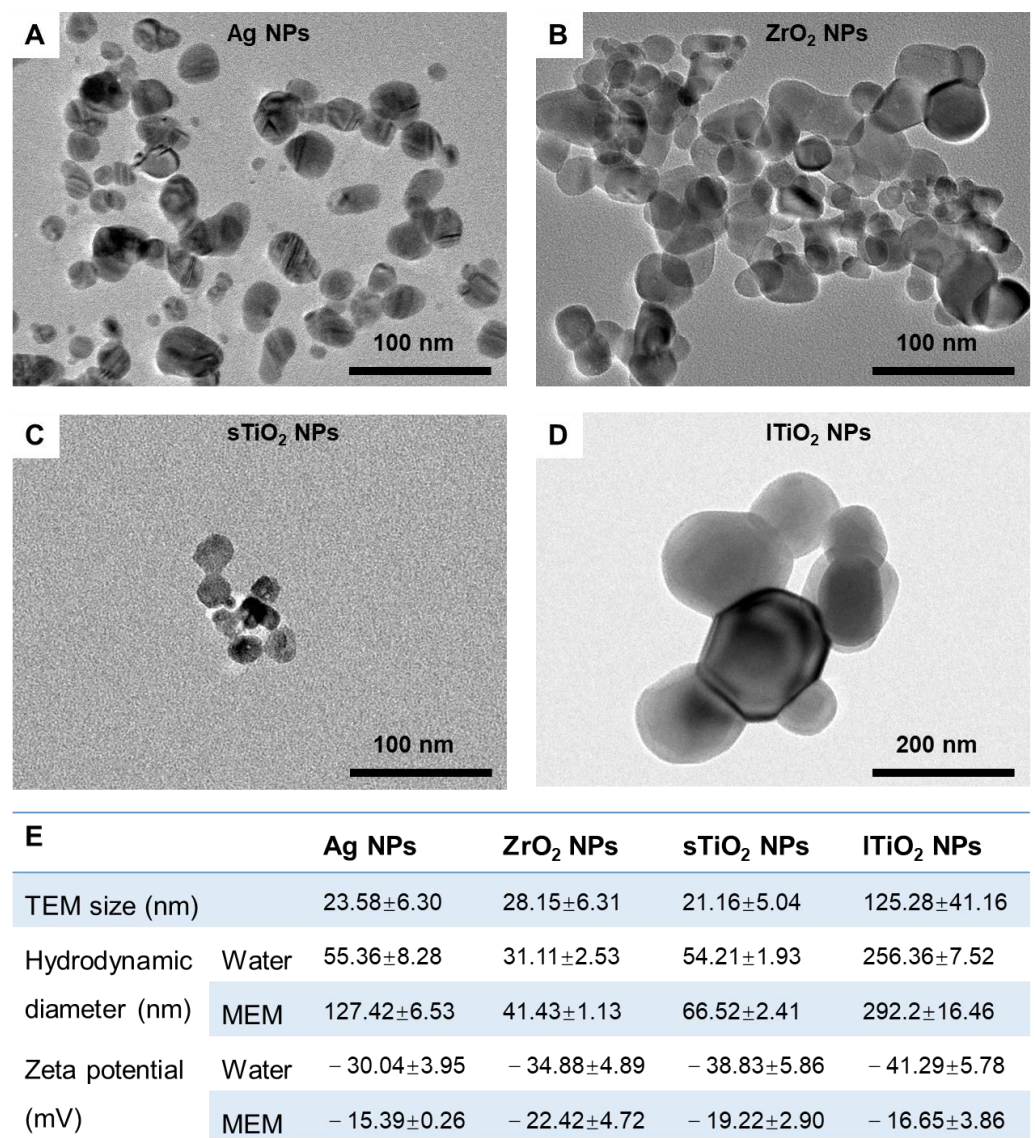 A
Ag NPs
100 nm
B
ZrO₂ NPs
100 nm
C
sTiO₂ NPs
100 nm
D
lTiO₂ NPs
200 nm
E Ag NPs ZrO₂ NPs sTiO₂ NPs lTiO₂ NPs
TEM size (nm) 23.58±6.30 28.15±6.31 21.16±5.04 125.28±41.16
Hydrodynamic diameter (nm) Water 55.36±8.28 31.11±2.53 54.21±1.93 256.36±7.52
MEM 127.42±6.53 41.43±1.13 66.52±2.41 292.2±16.46
Zeta potential (mV) Water −30.04±3.95 −34.88±4.89 −38.83±5.86 −41.29±5.78
MEM −15.39±0.26 −22.42±4.72 −19.22±2.90 −16.65±3.86